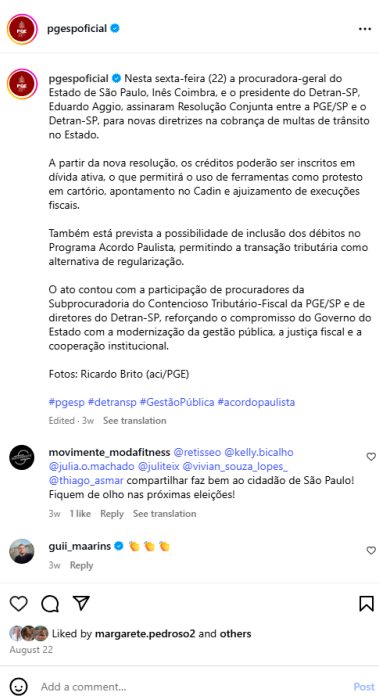 pgespoficial
pgespoficial Nesta sexta-feira (22) a procuradora-geral do
Estado de São Paulo, Inês Coimbra, e o presidente do Detran-SP,
Eduardo Aggio, assinaram Resolução Conjunta entre a PGE/SP e o
Detran-SP, para novas diretrizes na cobrança de multas de trânsito
no Estado.
A partir da nova resolução, os créditos poderão ser inscritos em
dívida ativa, o que permitirá o uso de ferramentas como protesto
em cartório, apontamento no Cadin e ajuizamento de execuções
fiscais.
Também está prevista a possibilidade de inclusão dos débitos no
Programa Acordo Paulista, permitindo a transação tributária como
alternativa de regularização.
O ato contou com a participação de procuradores da
Subprocuradoria do Contencioso Tributário-Fiscal da PGE/SP e de
diretores do Detran-SP, reforçando o compromisso do Governo do
Estado com a modernização da gestão pública, a justiça fiscal e a
cooperação institucional.
Fotos: Ricardo Brito (aci/PGE)
#pgesp #detransp #GestãoPública #acordopaulista
Edited · 3w See translation
movimente_modafitness @retisseo @kelly.bicalho
@julia.o.machado @juliteix @vivian_souza_lopes_
@thiago_asmar compartilhar faz bem ao cidadão de São Paulo!
Fiquem de olho nas próximas eleições!
3w 1 like Reply See translation
guii_maarins 👏 👏 👏
3w Reply
Liked by margarete.pedroso2 and others
August 22
Add a comment...
Post